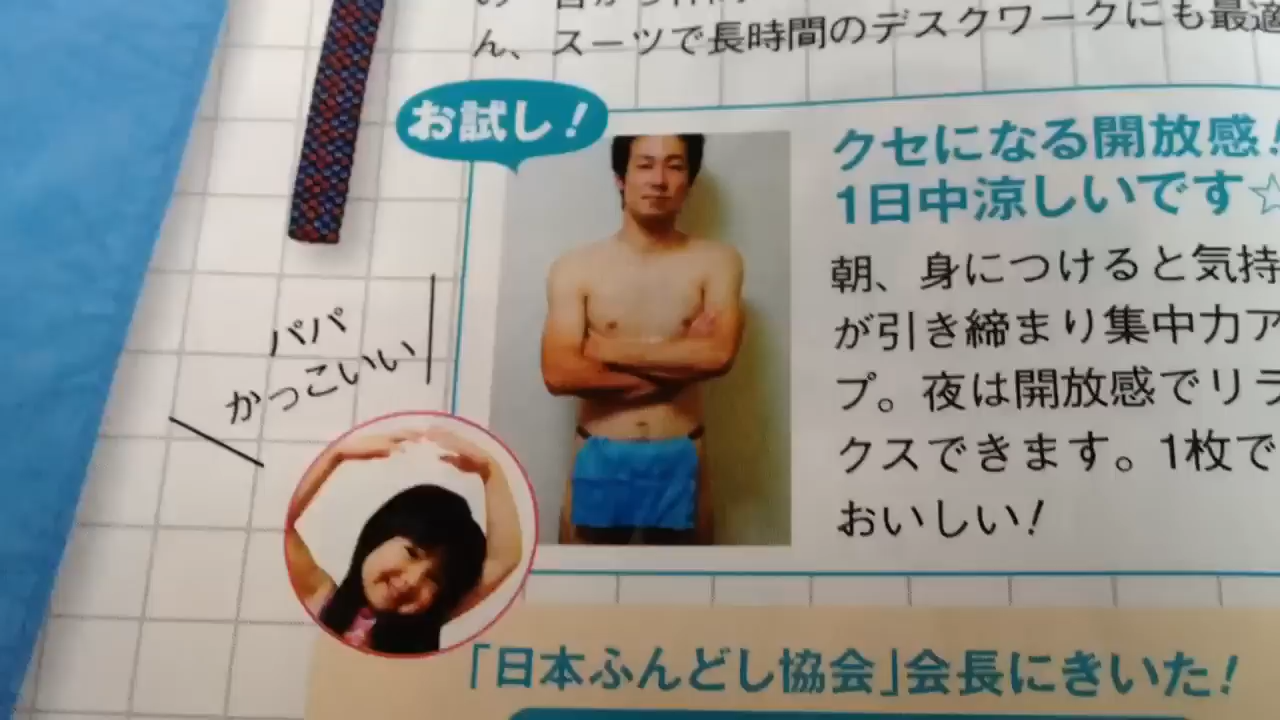 ん、スーツで長時間のデスクワークにも最適
お試し!
クセになる開放感!
1日中涼しいです☆
朝、身につけると気持
が引き締まり集中力ア
プ。夜は開放感でリラ
クスできます。1枚で
おいしい!
パパ
かっこいい
「日本ふんどし協会」会長にきいた!